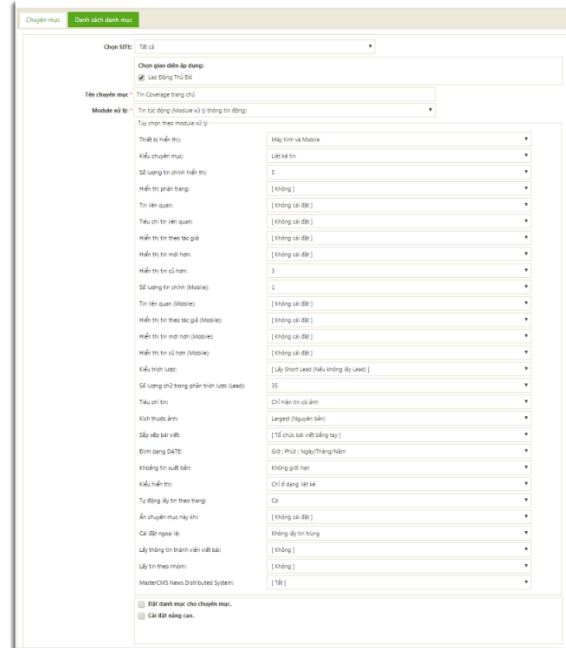 Chuyên mục Danh sách danh mục
Chọn SITE: Tất cả
Chọn giao diện áp dụng:
Lao Động Thủ Đô
Tên chuyên mục:* Tin Coverage trang chủ
Module xử lý:* Tin tức động (Module xử lý thông tin động)
Tùy chọn theo module xử lý
Thiết bị hiển thị: Máy tính và Mobile
Kiểu chuyên mục: Liệt kê tin
Số lượng tin chính hiển thị: 5
Hiển thị phân trang: [ Không ]
Tin liên quan: [ Không cài đặt ]
Tiêu chí tin liên quan: [ Không cài đặt ]
Hiển thị tin theo tác giả: [ Không cài đặt ]
Hiển thị tin mới hơn: [ Không cài đặt ]
Hiển thị tin cũ hơn: 3
Số lượng tin chính (Mobile): 1
Tin liên quan (Mobile): [ Không cài đặt ]
Hiển thị tin theo tác giả (Mobile): [ Không cài đặt ]
Hiển thị tin mới hơn (Mobile): [ Không cài đặt ]
Hiển thị tin cũ hơn (Mobile): [ Không cài đặt ]
Kiểu trích lược: [ Lấy Short Lead (Nếu không lấy Lead) ]
Số lượng chữ trong phần trích lược (Lead): 35
Tiêu chí tin: Chỉ hiện tin có ảnh
Kích thước ảnh: Largest (Nguyên bản)
Sắp xếp bài viết: [ Tổ chức bài viết bằng tay ]
Định dạng DATE: Giờ : Phút | Ngày/Tháng/Năm
Khoảng tin xuất bản: Không giới hạn
Kiểu hiển thị: Chỉ ở dạng liệt kê
Tự động lấy tin theo trang: Có
Ẩn chuyên mục này khi: [ Không cài đặt ]
Cài đặt ngoại lệ: Không lấy tin trùng
Lấy thông tin thành viên viết bài: [ Không ]
Lấy tin theo nhóm: [ Không ]
MasterCMS News Distributed System: [ Tắt ]
Đặt danh mục cho chuyên mục.
Cài đặt nâng cao.